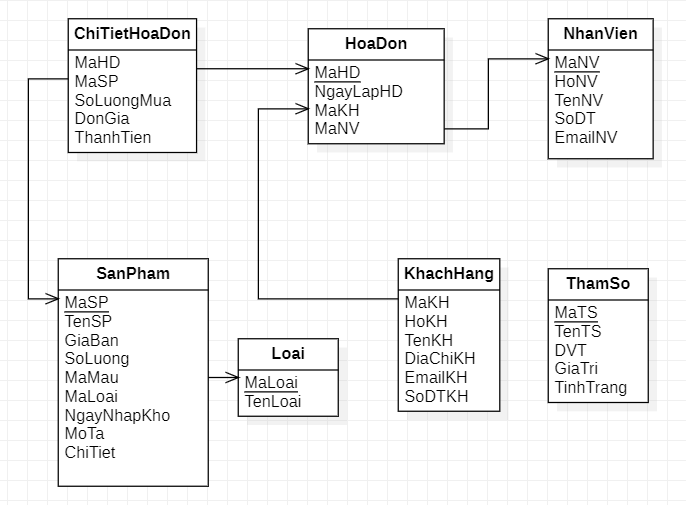 ChiTietHoaDon
MaHD
MaSP
SoLuongMua
DonGia
ThanhTien
HoaDon
MaHD
NgayLapHD
MaKH
MaNV
NhanVien
MaNV
HoNV
TenNV
SoDT
EmailNV
SanPham
MaSP
TenSP
GiaBan
SoLuong
MaMau
MaLoai
NgayNhapKho
MoTa
ChiTiet
Loai
MaLoai
TenLoai
KhachHang
MaKH
HoKH
TenKH
DiaChiKH
EmailKH
SoDTKH
ThamSo
MaTS
TenTS
DVT
GiaTri
TinhTrang